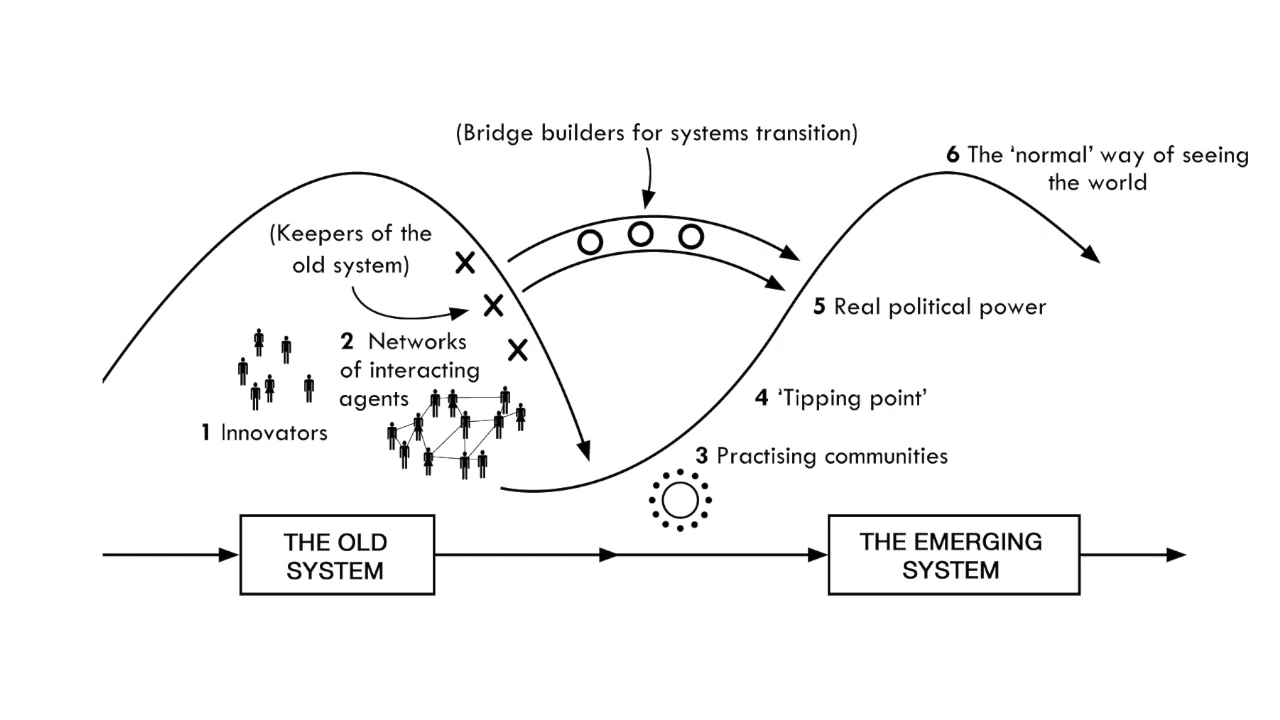 (Bridge builders for systems transition)
6 The ‘normal’ way of seeing
the world
(Keepers of the
old system)
2 Networks
of interacting
agents
1 Innovators
5 Real political power
4 ‘Tipping point’
3 Practising communities
THE OLD
SYSTEM
THE EMERGING
SYSTEM